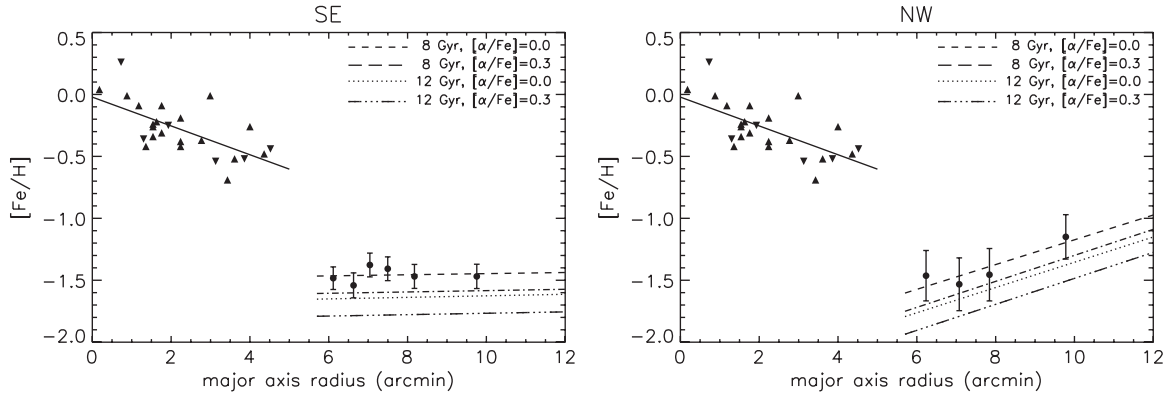 SE
[Fe/H]
0.5
0.0
−0.5
−1.0
−1.5
−2.0
8 Gyr, [α/Fe]=0.0
8 Gyr, [α/Fe]=0.3
12 Gyr, [α/Fe]=0.0
12 Gyr, [α/Fe]=0.3
0 2 4 6 8 10 12
major axis radius (arcmin)
NW
[Fe/H]
0.5
0.0
−0.5
−1.0
−1.5
−2.0
8 Gyr, [α/Fe]=0.0
8 Gyr, [α/Fe]=0.3
12 Gyr, [α/Fe]=0.0
12 Gyr, [α/Fe]=0.3
0 2 4 6 8 10 12
major axis radius (arcmin)